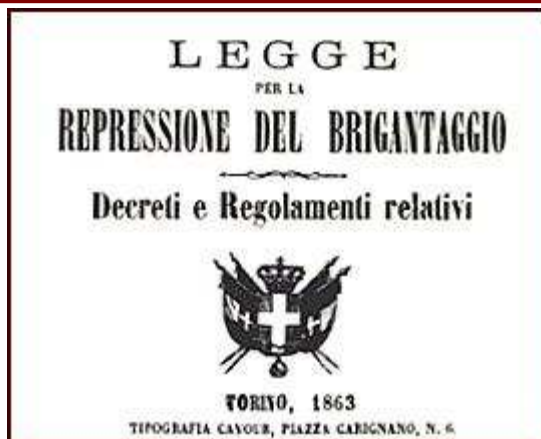 LEGGE
PER LA
REPRESSIONE DEL BRIGANTAGGIO
Decreti e Regolamenti relativi
TORINO, 1863
TIPOGRAFIA CAVOUR, PIAZZA CARIGNANO, N. 6.